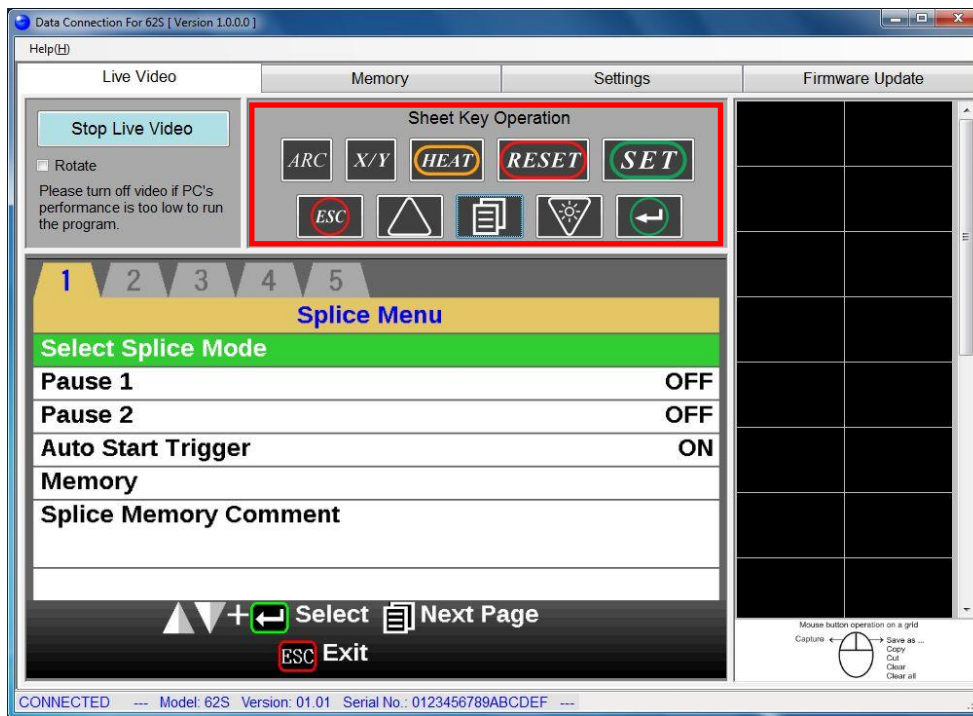 Data Connection For 62S [ Version 1.0.0.0 ]
Help(H)
Live Video Memory Settings Firmware Update
Stop Live Video
Rotate
Please turn off video if PC's
performance is too low to run
the program.
Sheet Key Operation
ARC X/Y HEAT RESET SET
ESC
1 2 3 4 5
Splice Menu
Select Splice Mode
Pause 1 OFF
Pause 2 OFF
Auto Start Trigger ON
Memory
Splice Memory Comment
+ Select Next Page
ESC Exit
Mouse button operation on a grid
Capture Save as ...
Copy
Cut
Clear
Clear all
CONNECTED --- Model: 62S Version: 01.01 Serial No.: 0123456789ABCDEF ---